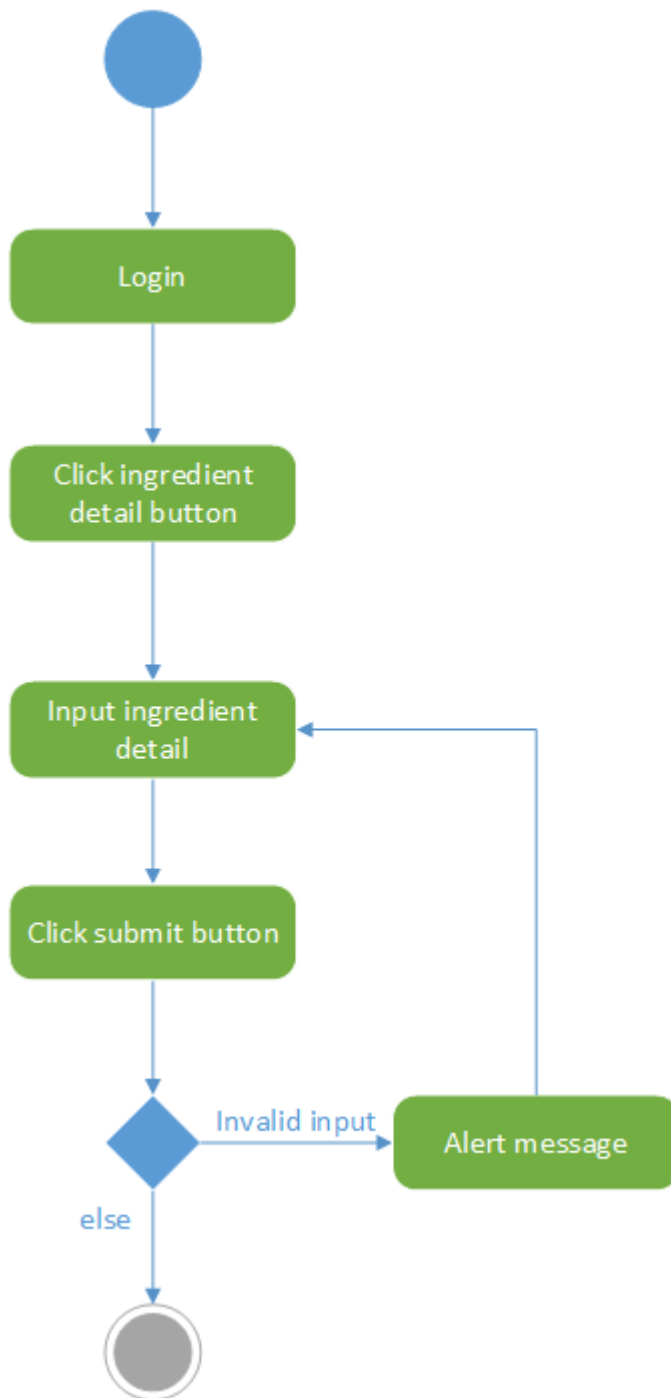 Login
Click ingredient
detail button
Input ingredient
detail
Click submit button
Invalid input
Alert message
else